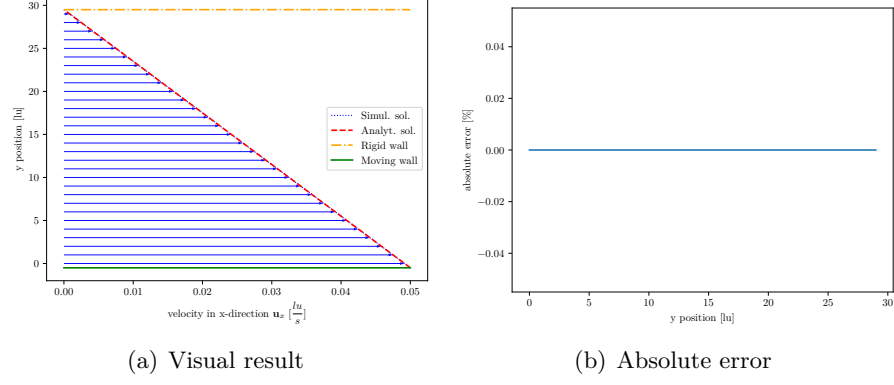 30
25
20
15
10
5
0
y position [lu]
Simul. sol.
Analyt. sol.
Rigid wall
Moving wall
0.00 0.01 0.02 0.03 0.04 0.05
velocity in x-direction u_x [lu/s]
(a) Visual result
0.04
0.02
0.00
−0.02
−0.04
absolute error [%]
0 5 10 15 20 25 30
y position [lu]
(b) Absolute error